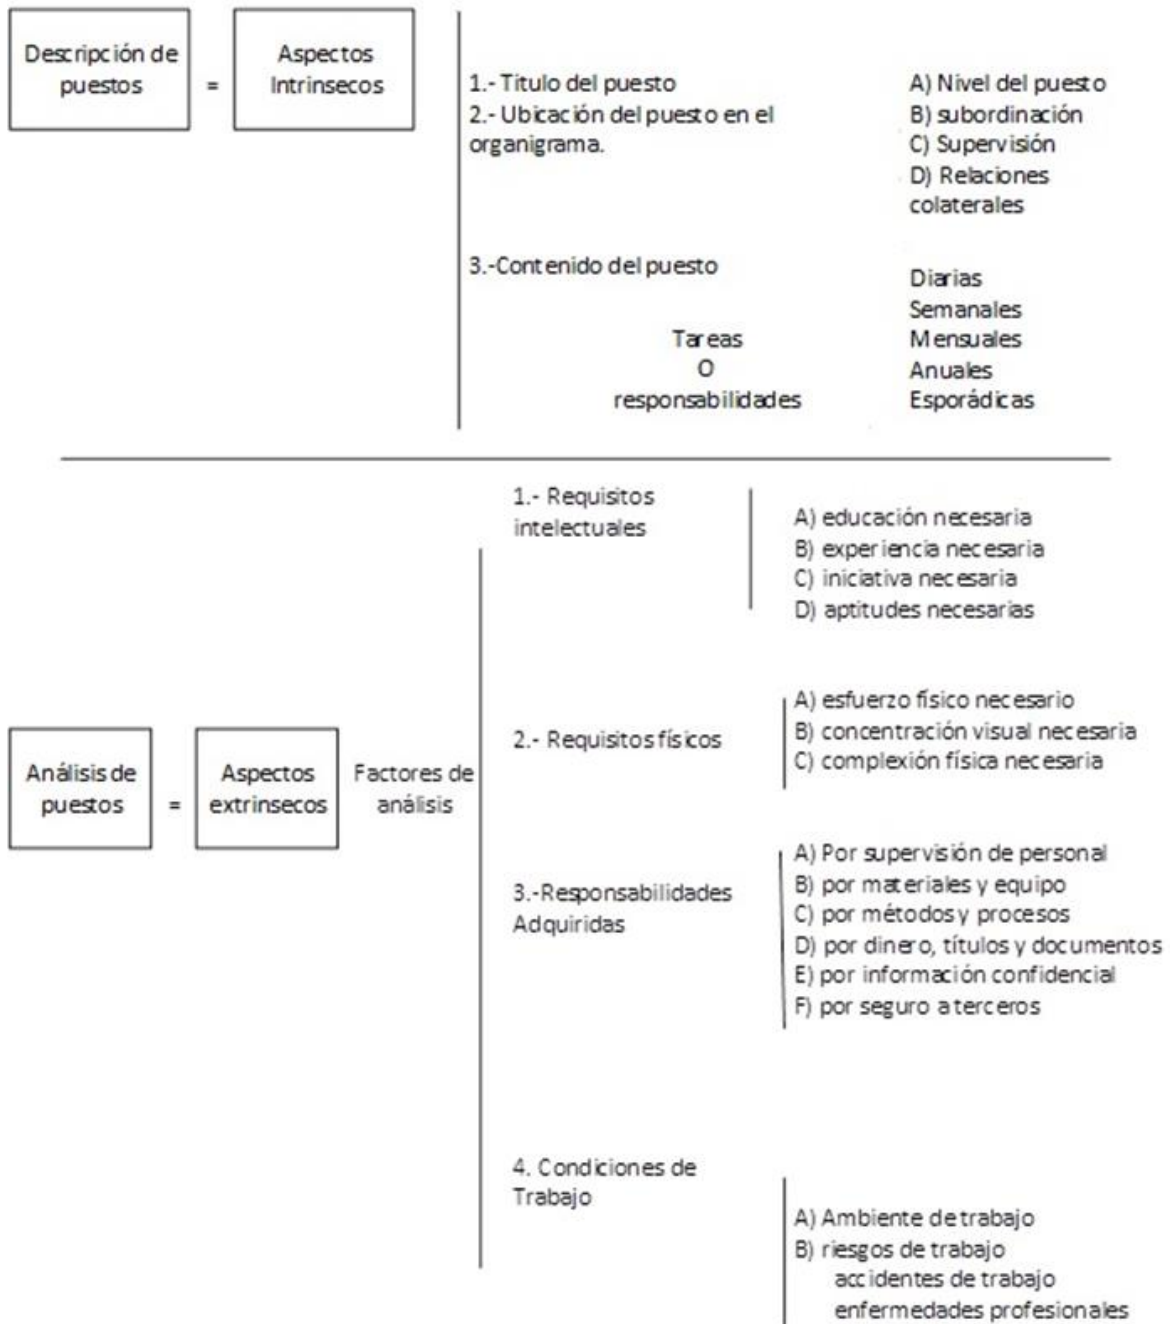 Descripción de
puestos
=
Aspectos
Intrinsecos
1.- Titulo del puesto
2.- Ubicación del puesto en el
organigrama.
A) Nivel del puesto
B) subordinación
C) Supervisión
D) Relaciones
colaterales
3.-Contenido del puesto
Tareas
O
responsabilidades
Diarias
Semanales
Mensuales
Anuales
Esporádicas
Análisis de
puestos
=
Aspectos
extrinsecos
Factores de
análisis
1.- Requisitos
intelectuales
A) educación necesaria
B) experiencia necesaria
C) iniciativa necesaria
D) aptitudes necesarias
2.- Requisitos físicos
A) esfuerzo físico necesario
B) concentración visual necesaria
C) complexión física necesaria
3.-Responsabilidades
Adquiridas
A) Por supervisión de personal
B) por materiales y equipo
C) por métodos y procesos
D) por dinero, títulos y documentos
E) por información confidencial
F) por seguro a terceros
4. Condiciones de
Trabajo
A) Ambiente de trabajo
B) riesgos de trabajo
accidentes de trabajo
enfermedades profesionales